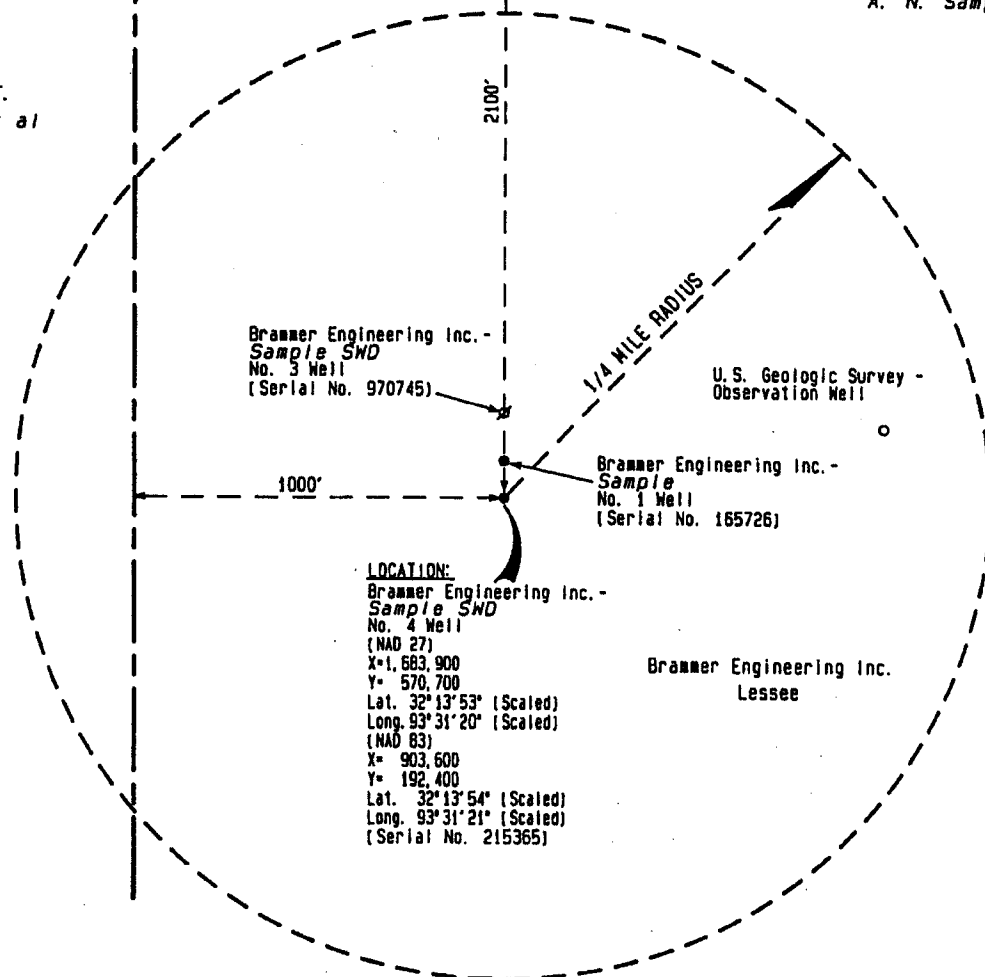 A. N. Sam
al
2100'
1/4 MILE RADIUS
Brammer Engineering Inc.-
Sample SWD
No. 3 Well
(Serial No. 970745)
U.S. Geologic Survey -
Observation Well
Brammer Engineering Inc.-
Sample
No. 1 Well
(Serial No. 165726)
1000'
LOCATION:
Brammer Engineering Inc.-
Sample SWD
No. 4 Well
(NAD 27)
X=1,683,900
Y= 570,700
Lat. 32°13'53" (Scaled)
Long. 93°31'20" (Scaled)
(NAD 83)
X= 903,600
Y= 192,400
Lat. 32°13'54" (Scaled)
Long. 93°31'21" (Scaled)
(Serial No. 215365)
Brammer Engineering Inc.
Lessee